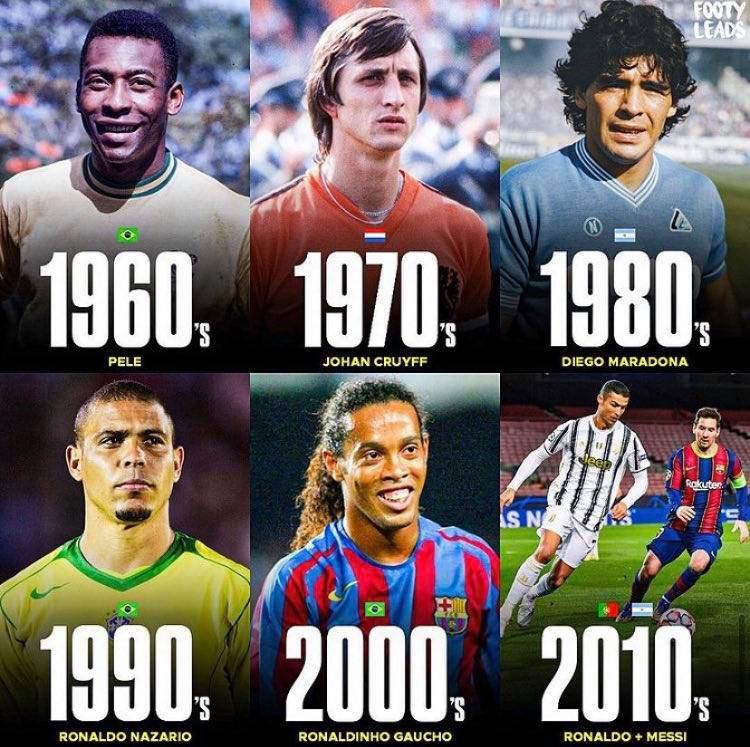 FOOTY
LEADS
1960's
PELE
1970's
JOHAN CRUYFF
1980's
DIEGO MARADONA
1990's
RONALDO NAZARIO
2000's
RONALDINHO GAUCHO
Jeep
Rakuten
2010's
RONALDO + MESSI